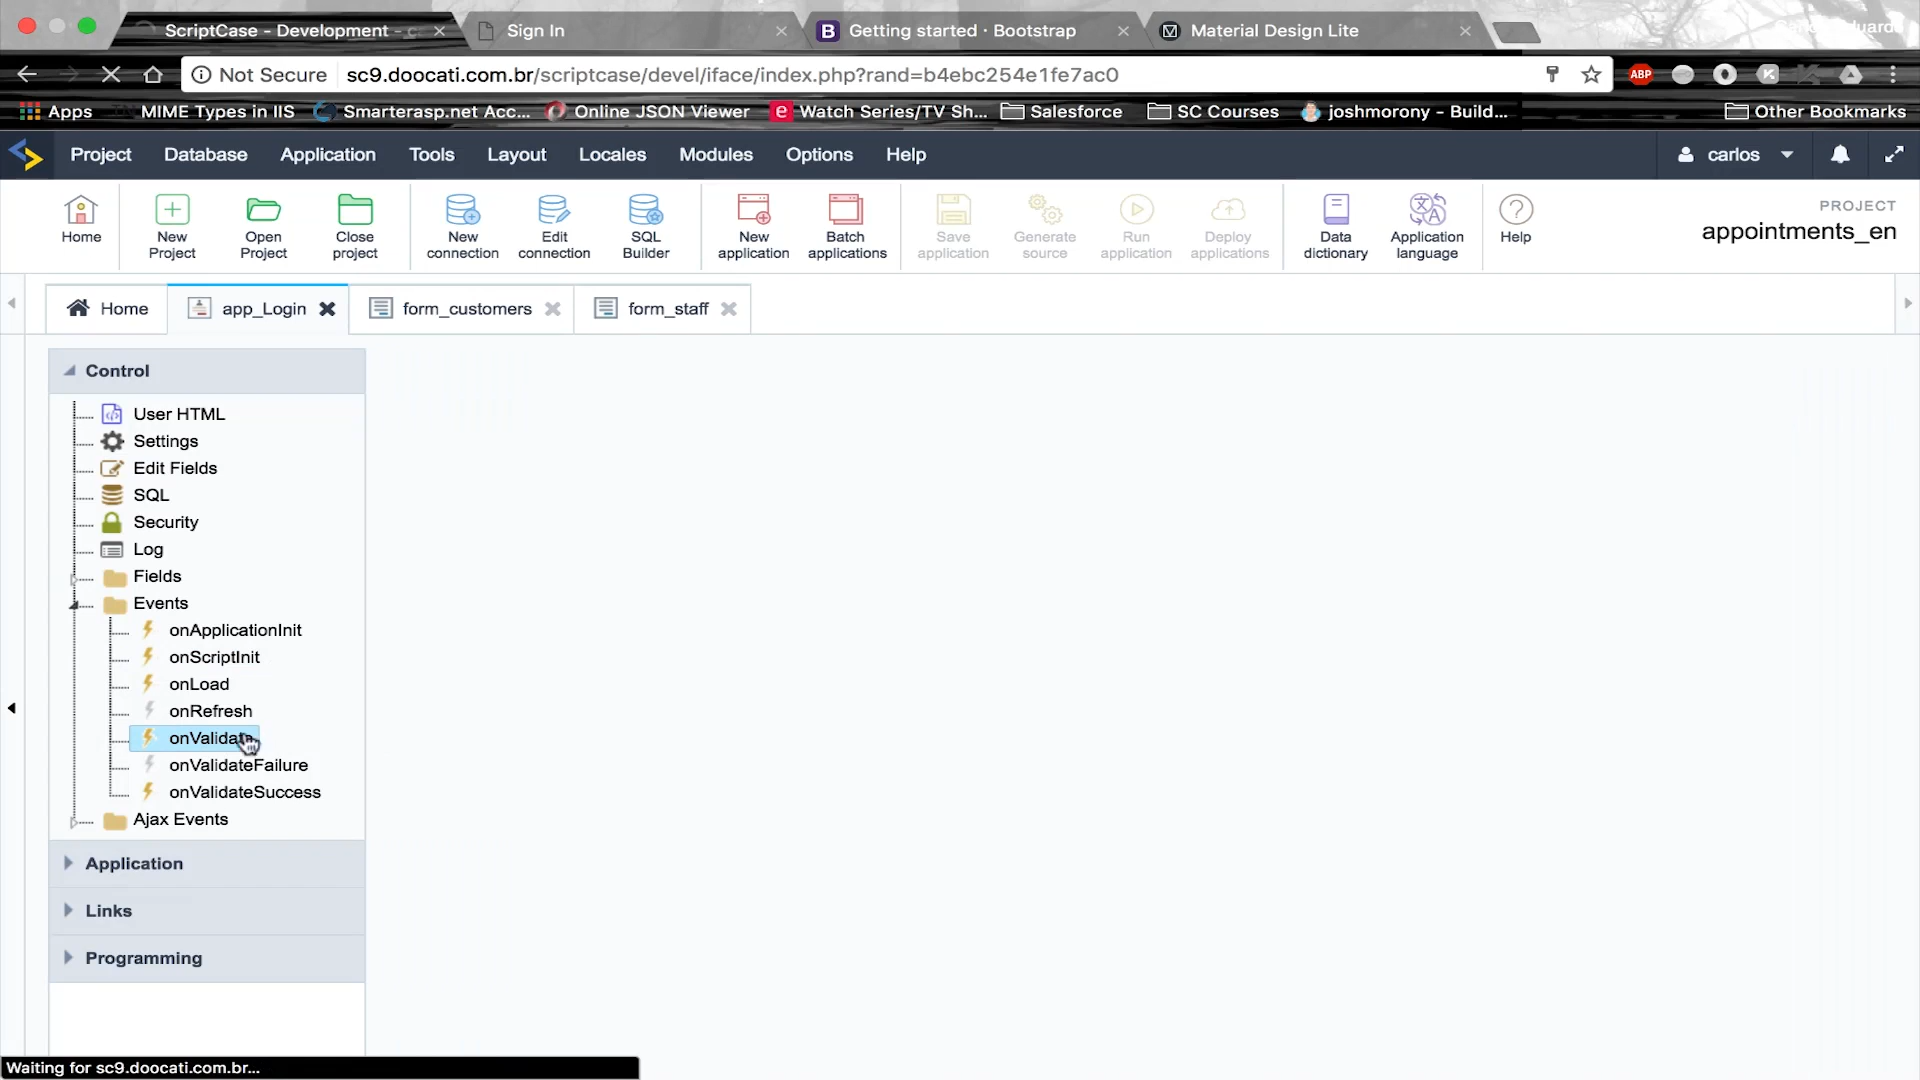 ScriptCase - Development - c
Sign In
Getting started · Bootstrap
Material Design Lite
Not Secure
sc9.doocati.com.br/scriptcase/devel/iface/index.php?rand=b4ebc254e1fe7ac0
ABP
Apps
MIME Types in IIS
Smarterasp.net Acc...
Online JSON Viewer
Watch Series/TV Sh...
Salesforce
SC Courses
joshmorony - Build...
Other Bookmarks
Project
Database
Application
Tools
Layout
Locales
Modules
Options
Help
carlos
Home
New
Project
Open
Project
Close
project
New
connection
Edit
connection
SQL
Builder
New
application
Batch
applications
Save
application
Generate
source
Run
application
Deploy
applications
Data
dictionary
Application
language
Help
PROJECT
appointments_en
Home
app_Login
form_customers
form_staff
Control
User HTML
Settings
Edit Fields
SQL
Security
Log
Fields
Events
onApplicationInit
onScriptInit
onLoad
onRefresh
onValidate
onValidateFailure
onValidateSuccess
Ajax Events
Application
Links
Programming
Waiting for sc9.doocati.com.br...